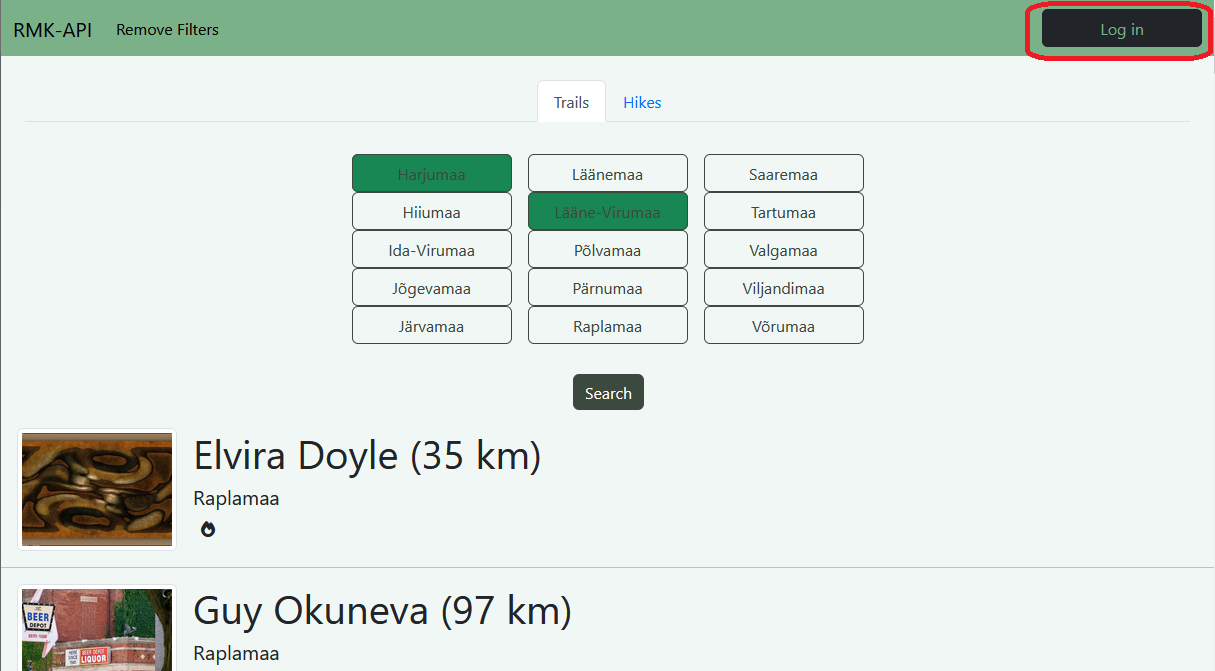 RMK-API Remove Filters Log in
Trails Hikes
Harjumaa Läänemaa Saaremaa
Hiiumaa Lääne-Virumaa Tartumaa
Ida-Virumaa Põlvamaa Valgamaa
Jõgevamaa Pärnumaa Viljandimaa
Järvamaa Raplamaa Võrumaa
Search
Elvira Doyle (35 km)
Raplamaa
Guy Okuneva (97 km)
Raplamaa
BEER
DEPOT
BEER DEPOT
LIQUOR